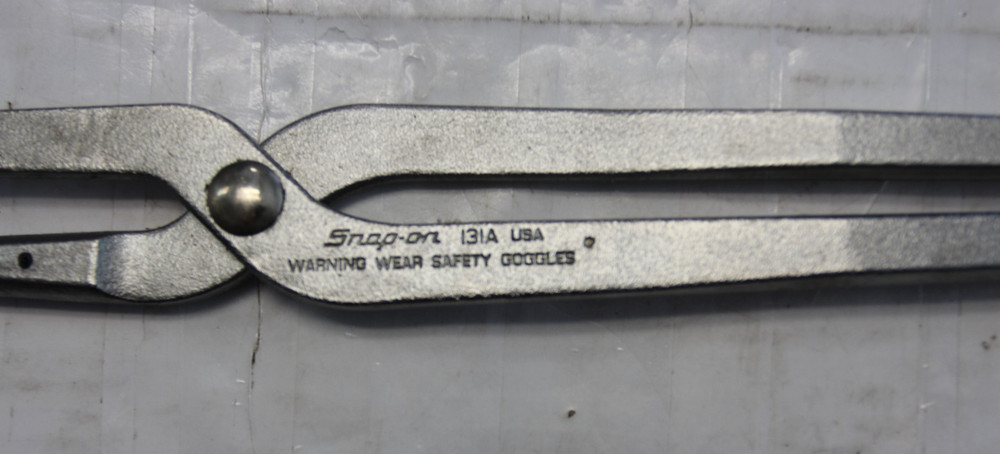 Snap-on 131A USA
WARNING WEAR SAFETY GOGGLES